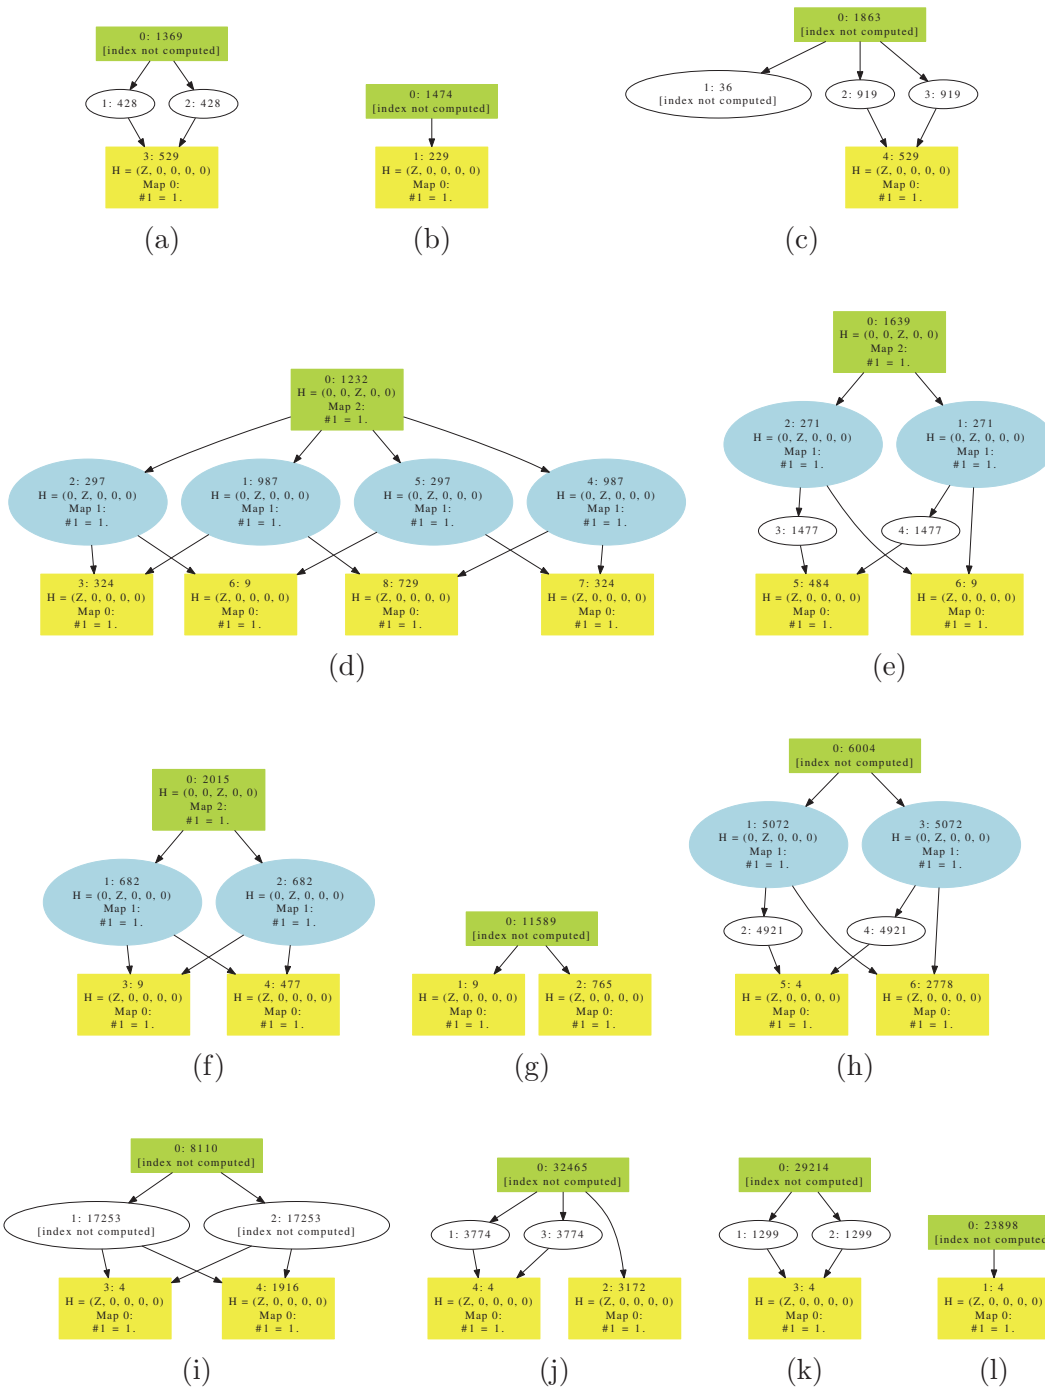 0: 1369
[index not computed]
1: 428
2: 428
3: 529
H = (Z, 0, 0, 0, 0)
Map 0:
#1 = 1.
(a)
0: 1474
[index not computed]
1: 229
H = (Z, 0, 0, 0, 0)
Map 0:
#1 = 1.
(b)
0: 1863
[index not computed]
1: 36
[index not computed]
2: 919
3: 919
4: 529
H = (Z, 0, 0, 0, 0)
Map 0:
#1 = 1.
(c)
0: 1232
H = (0, 0, Z, 0, 0)
Map 2:
#1 = 1.
2: 297
H = (0, Z, 0, 0, 0)
Map 1:
#1 = 1.
1: 987
H = (0, Z, 0, 0, 0)
Map 1:
#1 = 1.
5: 297
H = (0, Z, 0, 0, 0)
Map 1:
#1 = 1.
4: 987
H = (0, Z, 0, 0, 0)
Map 1:
#1 = 1.
3: 324
H = (Z, 0, 0, 0, 0)
Map 0:
#1 = 1.
6: 9
H = (Z, 0, 0, 0, 0)
Map 0:
#1 = 1.
8: 729
H = (Z, 0, 0, 0, 0)
Map 0:
#1 = 1.
7: 324
H = (Z, 0, 0, 0, 0)
Map 0:
#1 = 1.
(d)
0: 1639
H = (0, 0, Z, 0, 0)
Map 2:
#1 = 1.
2: 271
H = (0, Z, 0, 0, 0)
Map 1:
#1 = 1.
1: 271
H = (0, Z, 0, 0, 0)
Map 1:
#1 = 1.
3: 1477
4: 1477
5: 484
H = (Z, 0, 0, 0, 0)
Map 0:
#1 = 1.
6: 9
H = (Z, 0, 0, 0, 0)
Map 0:
#1 = 1.
(e)
0: 2015
H = (0, 0, Z, 0, 0)
Map 2:
#1 = 1.
1: 682
H = (0, Z, 0, 0, 0)
Map 1:
#1 = 1.
2: 682
H = (0, Z, 0, 0, 0)
Map 1:
#1 = 1.
3: 9
H = (Z, 0, 0, 0, 0)
Map 0:
#1 = 1.
4: 477
H = (Z, 0, 0, 0, 0)
Map 0:
#1 = 1.
(f)
0: 11589
[index not computed]
1: 9
H = (Z, 0, 0, 0, 0)
Map 0:
#1 = 1.
2: 765
H = (Z, 0, 0, 0, 0)
Map 0:
#1 = 1.
(g)
0: 6004
[index not computed]
1: 5072
H = (0, Z, 0, 0, 0)
Map 1:
#1 = 1.
3: 5072
H = (0, Z, 0, 0, 0)
Map 1:
#1 = 1.
2: 4921
4: 4921
5: 4
H = (Z, 0, 0, 0, 0)
Map 0:
#1 = 1.
6: 2778
H = (Z, 0, 0, 0, 0)
Map 0:
#1 = 1.
(h)
0: 8110
[index not computed]
1: 17253
[index not computed]
2: 17253
[index not computed]
3: 4
H = (Z, 0, 0, 0, 0)
Map 0:
#1 = 1.
4: 1916
H = (Z, 0, 0, 0, 0)
Map 0:
#1 = 1.
(i)
0: 32465
[index not computed]
1: 3774
3: 3774
4: 4
H = (Z, 0, 0, 0, 0)
Map 0:
#1 = 1.
2: 3172
H = (Z, 0, 0, 0, 0)
Map 0:
#1 = 1.
(j)
0: 29214
[index not computed]
1: 1299
2: 1299
3: 4
H = (Z, 0, 0, 0, 0)
Map 0:
#1 = 1.
(k)
0: 23898
[index not computed
1: 4
H = (Z, 0, 0, 0, 0)
Map 0:
#1 = 1.
(l)